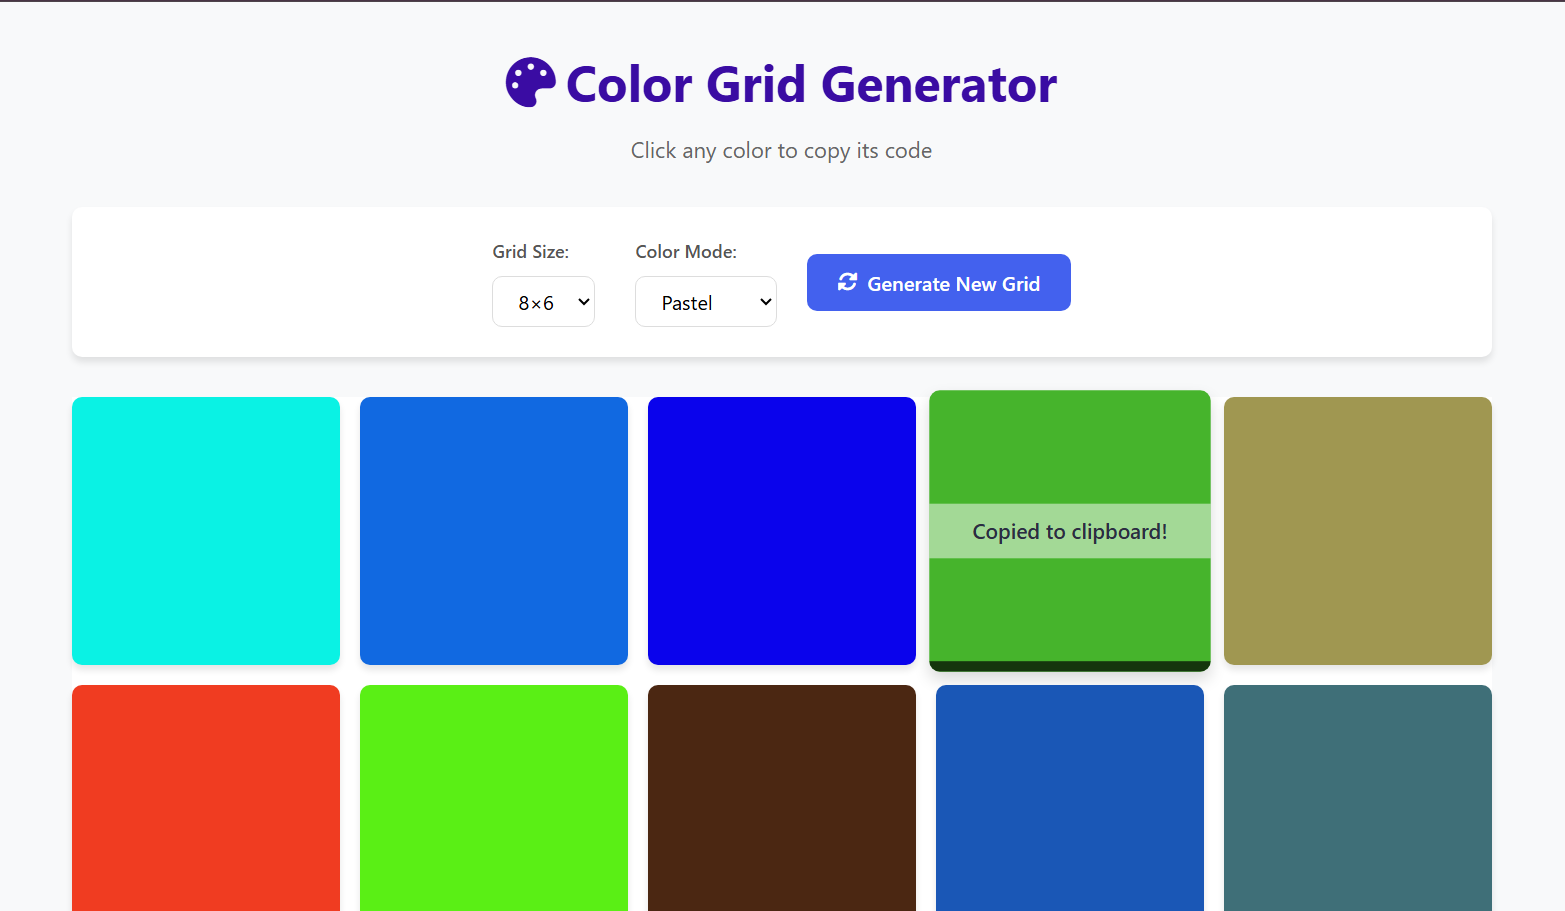 Color Grid Generator
Click any color to copy its code
Grid Size:
Color Mode:
8×6
Pastel
Generate New Grid
Copied to clipboard!